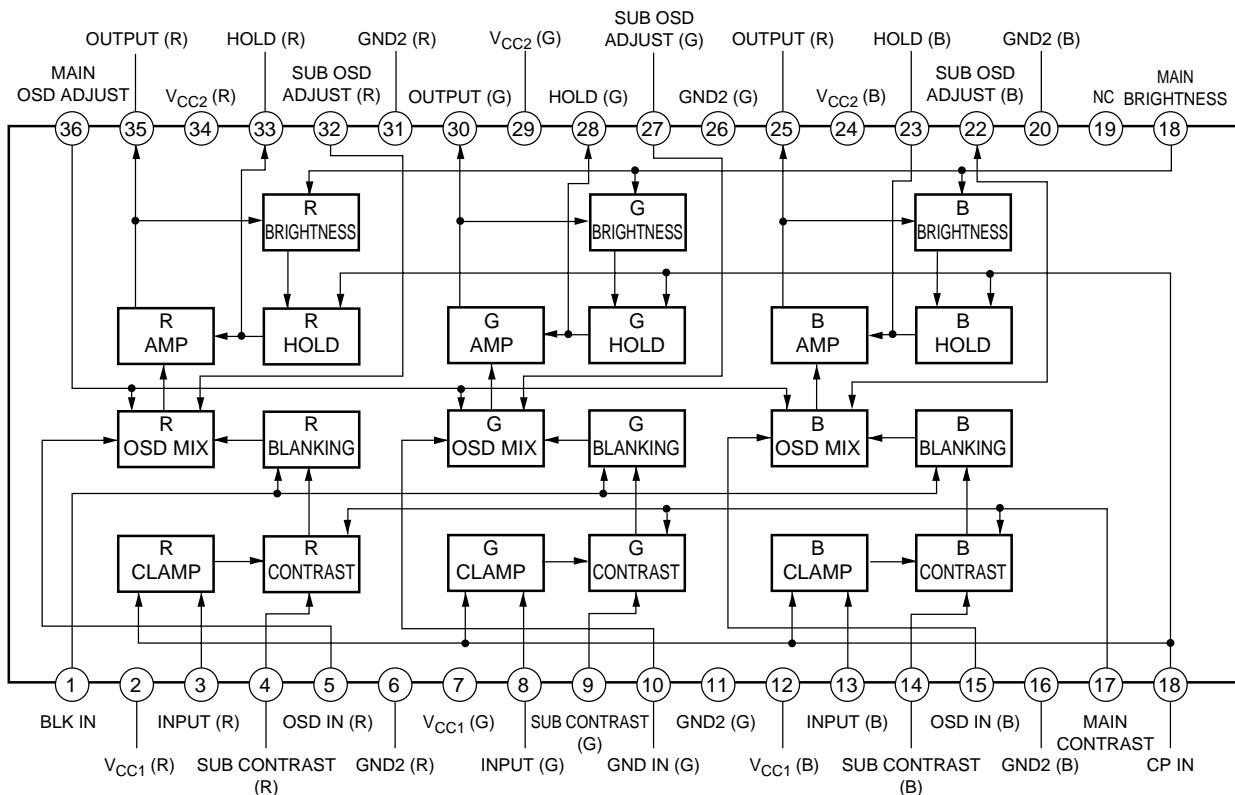 SUB OSD
OUTPUT (R) HOLD (R) GND2 (R) VCC2 (G) ADJUST (G) OUTPUT (R) HOLD (B) GND2 (B)
MAIN
OSD ADJUST VCC2 (R) SUB OSD
ADJUST (R) OUTPUT (G) HOLD (G) GND2 (G) VCC2 (B) SUB OSD
ADJUST (B) NC MAIN
BRIGHTNESS
36 35 34 33 32 31 30 29 28 27 26 25 24 23 22 20 19 18
R
BRIGHTNESS
G
BRIGHTNESS
B
BRIGHTNESS
R
AMP
R
HOLD
G
AMP
G
HOLD
B
AMP
B
HOLD
R
OSD MIX
R
BLANKING
G
OSD MIX
G
BLANKING
B
OSD MIX
B
BLANKING
R
CLAMP
R
CONTRAST
G
CLAMP
G
CONTRAST
B
CLAMP
B
CONTRAST
1 2 3 4 5 6 7 8 9 10 11 12 13 14 15 16 17 18
BLK IN INPUT (R) OSD IN (R) VCC1 (G) SUB CONTRAST
(G) GND2 (G) INPUT (B) OSD IN (B) MAIN
CONTRAST
VCC1 (R) SUB CONTRAST
(R) GND2 (R) INPUT (G) GND IN (G) VCC1 (B) SUB CONTRAST
(B) GND2 (B) CP IN